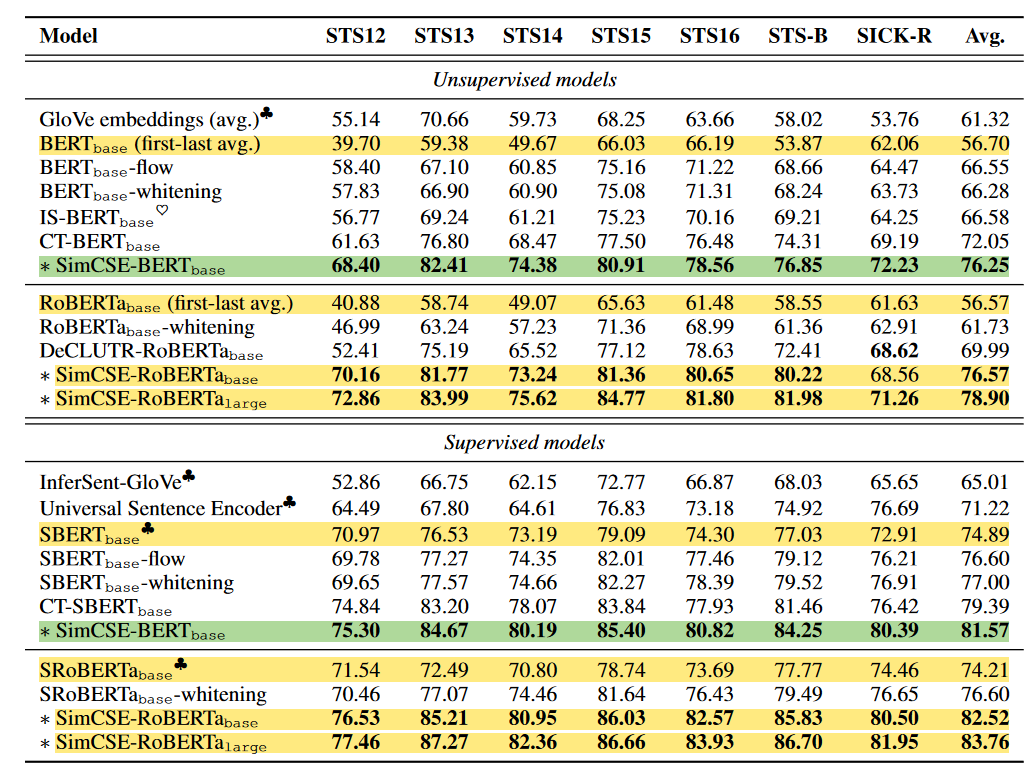 Model STS12 STS13 STS14 STS15 STS16 STS-B SICK-R Avg.
Unsupervised models
GloVe embeddings (avg.)♣ 55.14 70.66 59.73 68.25 63.66 58.02 53.76 61.32
BERTbase (first-last avg.) 39.70 59.38 49.67 66.03 66.19 53.87 62.06 56.70
BERTbase-flow 58.40 67.10 60.85 75.16 71.22 68.66 64.47 66.55
BERTbase-whitening 57.83 66.90 60.90 75.08 71.31 68.24 63.73 66.28
IS-BERTbase♡ 56.77 69.24 61.21 75.23 70.16 69.21 64.25 66.58
CT-BERTbase 61.63 76.80 68.47 77.50 76.48 74.31 69.19 72.05
∗ SimCSE-BERTbase 68.40 82.41 74.38 80.91 78.56 76.85 72.23 76.25
RoBERTabase (first-last avg.) 40.88 58.74 49.07 65.63 61.48 58.55 61.63 56.57
RoBERTabase-whitening 46.99 63.24 57.23 71.36 68.99 61.36 62.91 61.73
DeCLUTR-RoBERTabase 52.41 75.19 65.52 77.12 78.63 72.41 68.62 69.99
∗ SimCSE-RoBERTabase 70.16 81.77 73.24 81.36 80.65 80.22 68.56 76.57
∗ SimCSE-RoBERTalarge 72.86 83.99 75.62 84.77 81.80 81.98 71.26 78.90
Supervised models
InferSent-GloVe♣ 52.86 66.75 62.15 72.77 66.87 68.03 65.65 65.01
Universal Sentence Encoder♣ 64.49 67.80 64.61 76.83 73.18 74.92 76.69 71.22
SBERTbase♣ 70.97 76.53 73.19 79.09 74.30 77.03 72.91 74.89
SBERTbase-flow 69.78 77.27 74.35 82.01 77.46 79.12 76.21 76.60
SBERTbase-whitening 69.65 77.57 74.66 82.27 78.39 79.52 76.91 77.00
CT-SBERTbase 74.84 83.20 78.07 83.84 77.93 81.46 76.42 79.39
∗ SimCSE-BERTbase 75.30 84.67 80.19 85.40 80.82 84.25 80.39 81.57
SRoBERTabase♣ 71.54 72.49 70.80 78.74 73.69 77.77 74.46 74.21
SRoBERTabase-whitening 70.46 77.07 74.46 81.64 76.43 79.49 76.65 76.60
∗ SimCSE-RoBERTabase 76.53 85.21 80.95 86.03 82.57 85.83 80.50 82.52
∗ SimCSE-RoBERTalarge 77.46 87.27 82.36 86.66 83.93 86.70 81.95 83.76